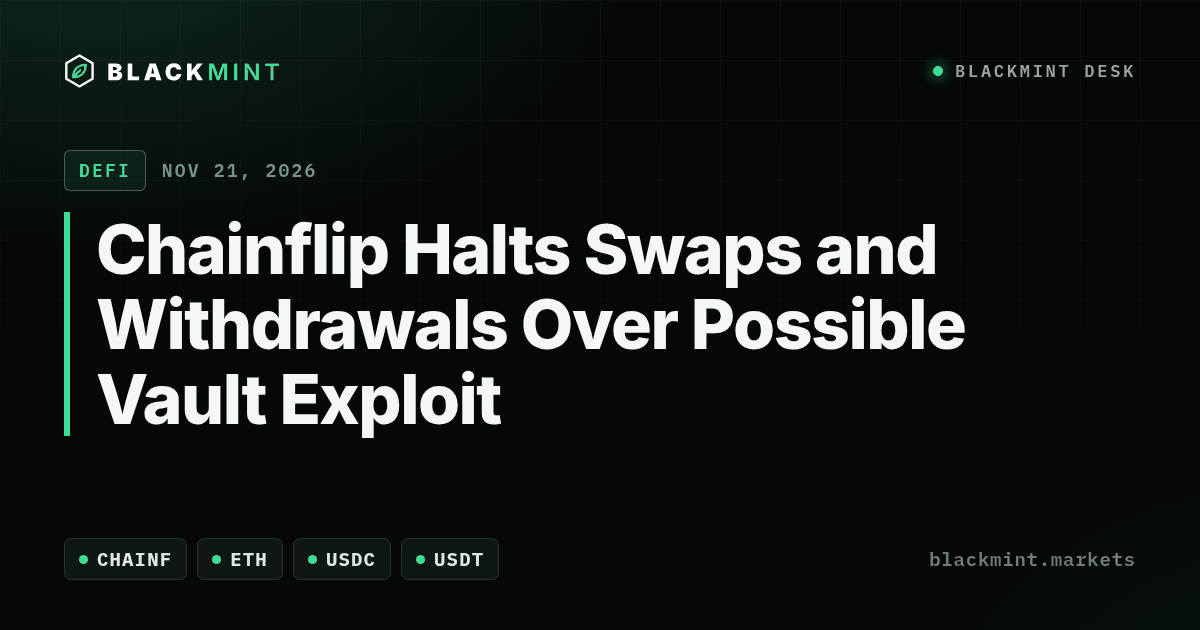 BLACKMINT
BLACKMINT DESK
DEFI
NOV 21, 2026
Chainflip Halts Swaps and
Withdrawals Over Possible
Vault Exploit
CHAINF
ETH
USDC
USDT
blackmint.markets